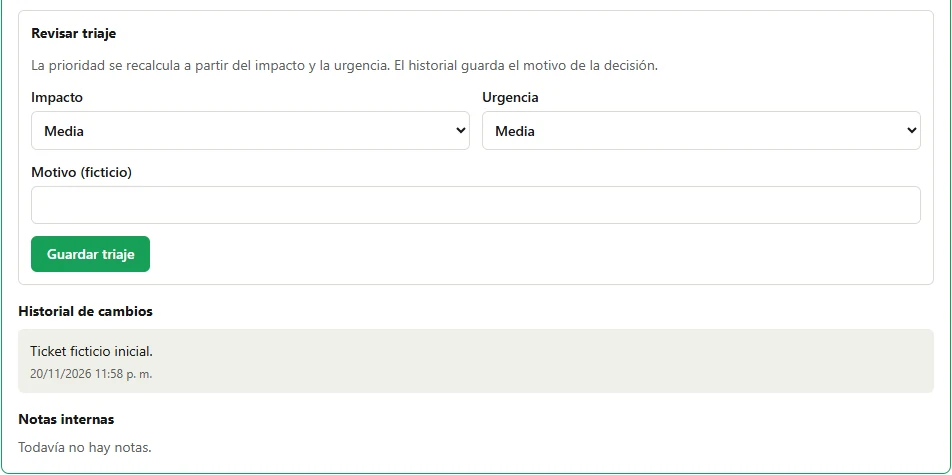 Revisar triaje
La prioridad se recalcula a partir del impacto y la urgencia. El historial guarda el motivo de la decisión.
Impacto
Urgencia
Media
Media
Motivo (ficticio)
Guardar triaje
Historial de cambios
Ticket ficticio inicial.
20/11/2026 11:58 p. m.
Notas internas
Todavía no hay notas.